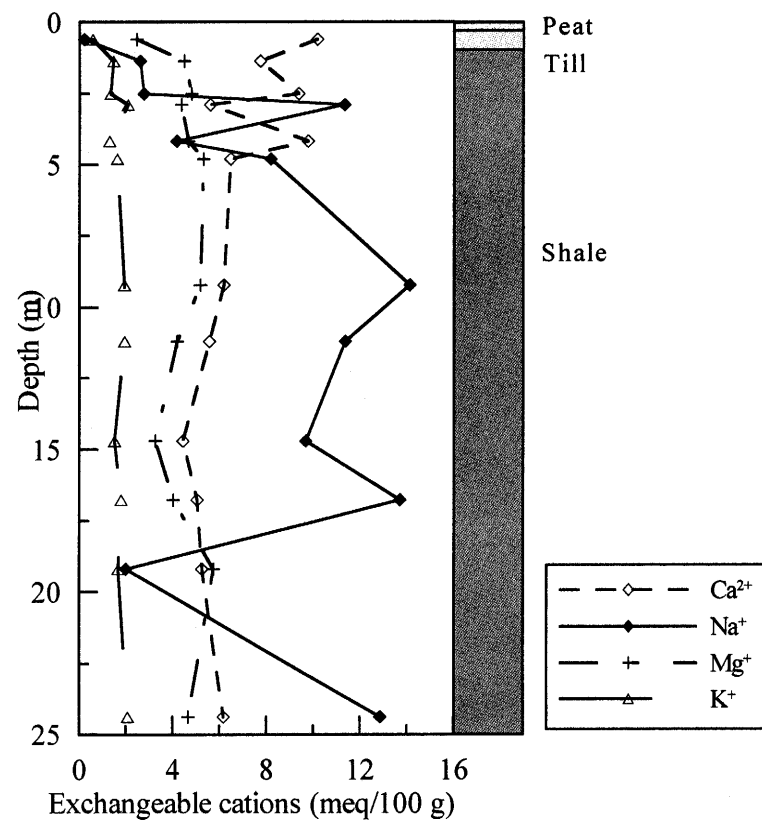 0
5
10
15
20
25
Depth (m)
0 4 8 12 16
Exchangeable cations (meq/100 g)
Peat
Till
Shale
Ca²⁺
Na⁺
Mg⁺
K⁺